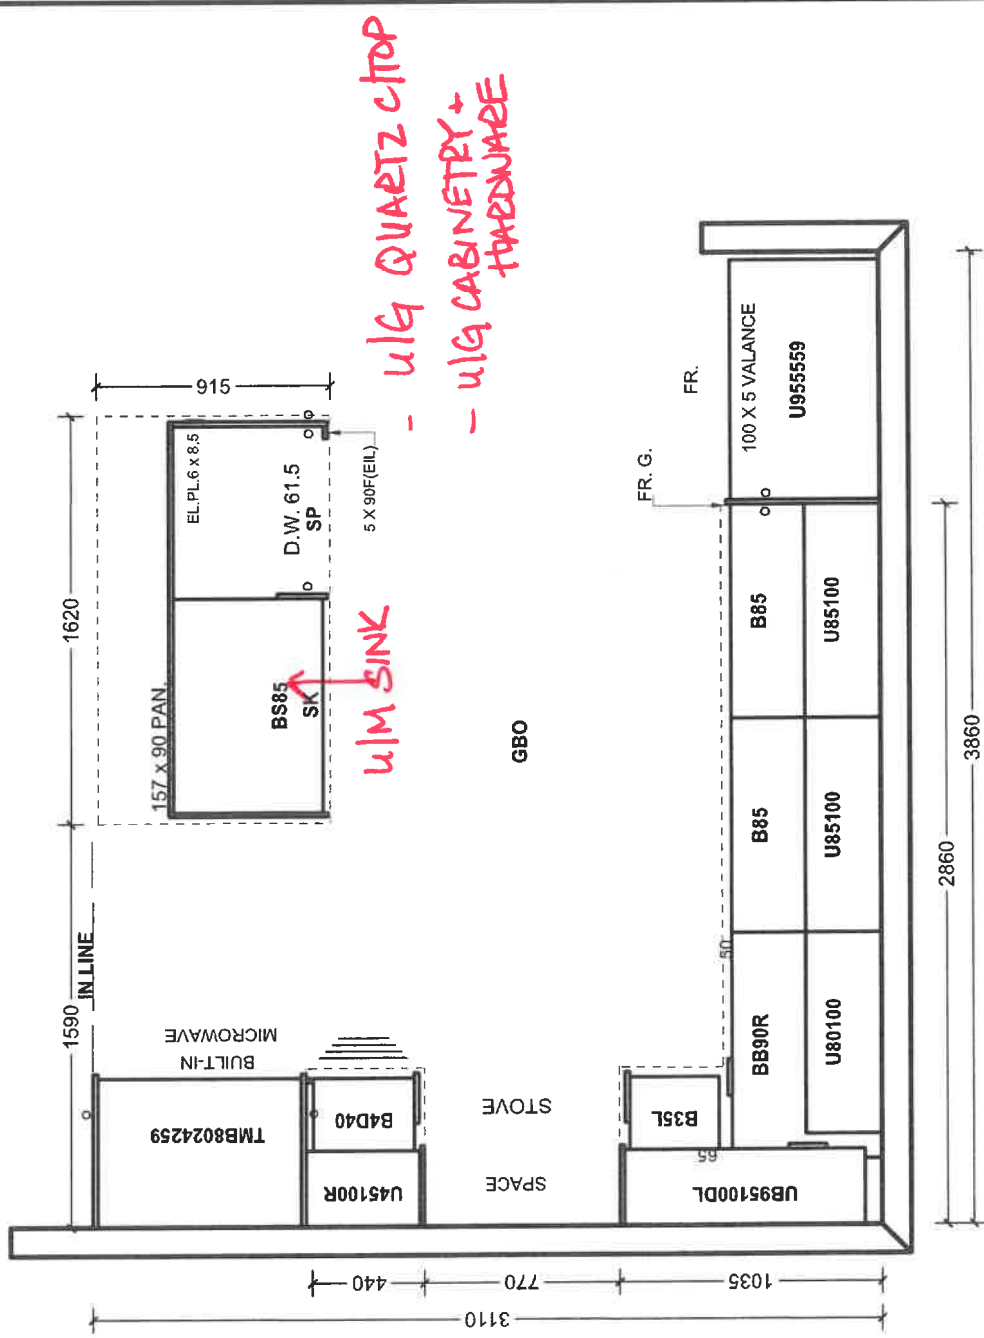 - U/G QUARTZ C/TOP
- U/G CABINETRY +
HARDWARE
U/M SINK
915
1620
1590
IN LINE
157 x 90 PAN.
EL.PL.6 x 8.5
D.W. 61.5
SP
5 X 90F(EIL)
BS85
SK
GBO
BUILT-IN
MICROWAVE
TMB8024259
B4D40
U45100R
STOVE
SPACE
B35L
65
UB95100DL
50
BB90R
U80100
B85
U85100
B85
U85100
FR. G.
FR.
100 X 5 VALANCE
U955559
2860
3860
440
770
1035
3110